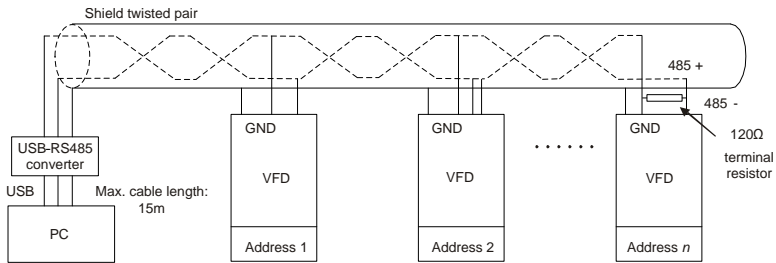 Shield twisted pair
485 +
485 -
GND
GND
GND
120Ω
terminal
resistor
USB-RS485
converter
VFD
VFD
......
VFD
USB
Max. cable length:
15m
PC
Address 1
Address 2
Address n